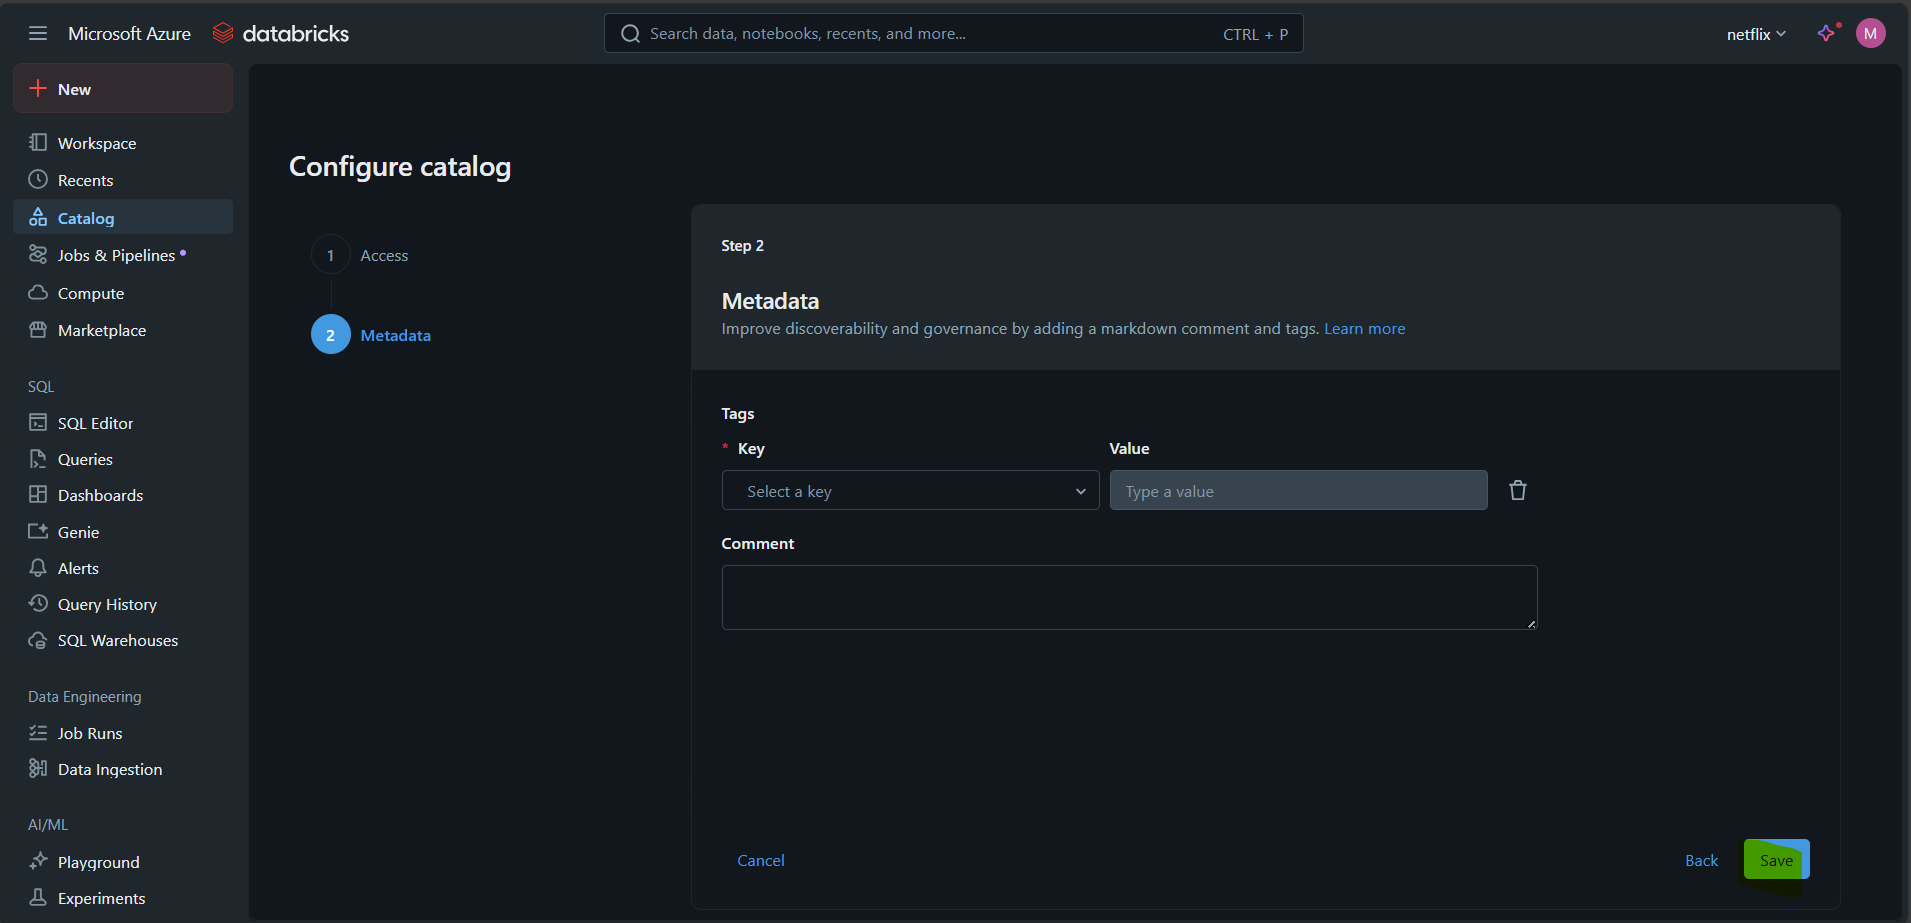 Microsoft Azure databricks
Search data, notebooks, recents, and more... CTRL + P
netflix
M
New
Workspace
Recents
Catalog
Jobs & Pipelines
Compute
Marketplace
SQL
SQL Editor
Queries
Dashboards
Genie
Alerts
Query History
SQL Warehouses
Data Engineering
Job Runs
Data Ingestion
AI/ML
Playground
Experiments
Configure catalog
1 Access
2 Metadata
Step 2
Metadata
Improve discoverability and governance by adding a markdown comment and tags. Learn more
Tags
* Key Value
Select a key Type a value
Comment
Cancel Back Save